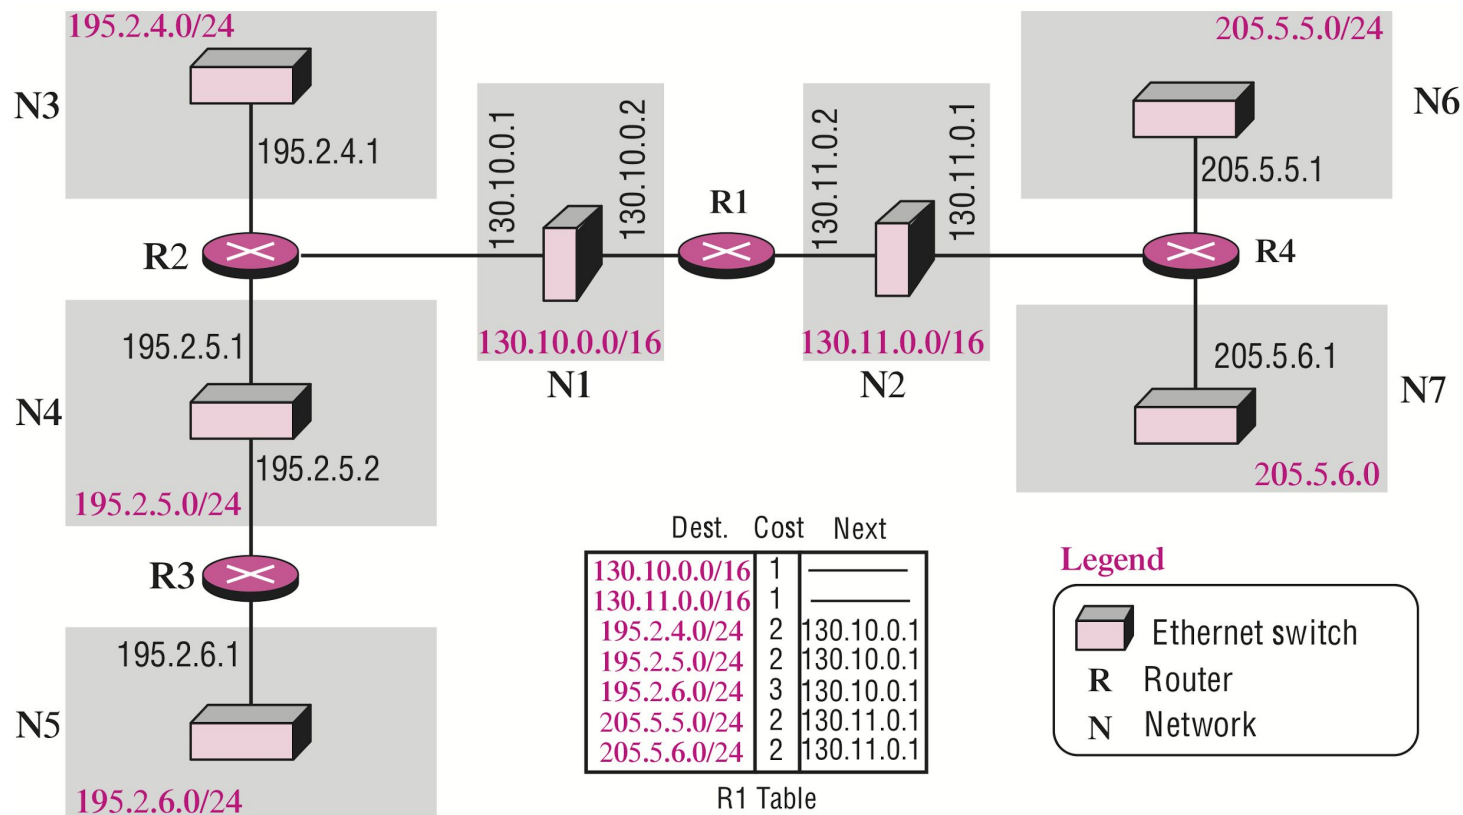 195.2.4.0/24
N3
195.2.4.1
R2
195.2.5.1
N4
195.2.5.2
195.2.5.0/24
R3
195.2.6.1
N5
195.2.6.0/24
130.10.0.1
130.10.0.2
130.10.0.0/16
N1
R1
130.11.0.2
130.11.0.1
130.11.0.0/16
N2
205.5.5.0/24
N6
205.5.5.1
R4
205.5.6.1
N7
205.5.6.0
Dest. Cost Next
130.10.0.0/16 1
130.11.0.0/16 1
195.2.4.0/24 2 130.10.0.1
195.2.5.0/24 2 130.10.0.1
195.2.6.0/24 3 130.10.0.1
205.5.5.0/24 2 130.11.0.1
205.5.6.0/24 2 130.11.0.1
R1 Table
Legend
Ethernet switch
R Router
N Network